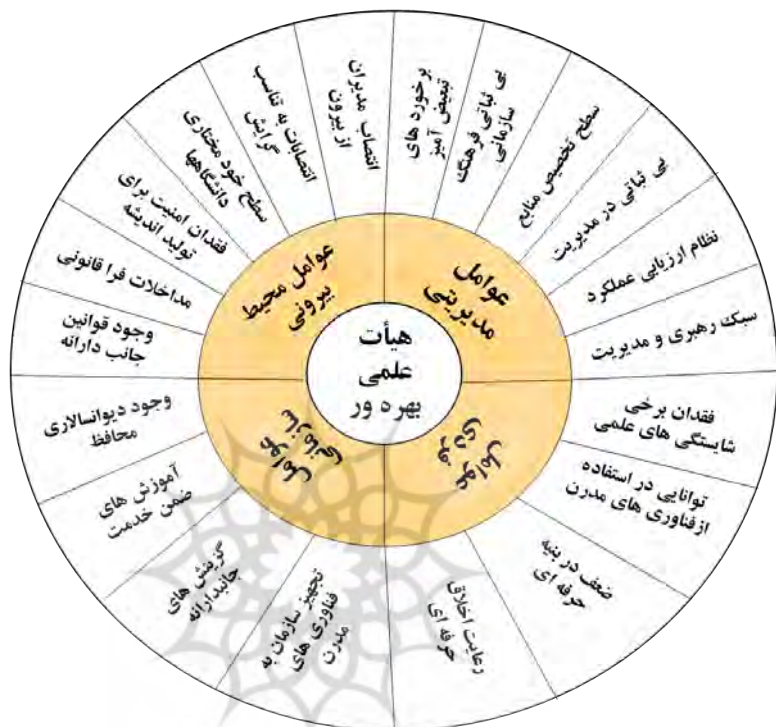 هیأت
علمی
بهره ور
عوامل
مدیریتی
برخورد های
تبعیض آمیز
بی ثباتی فرهنگ
سازمانی
سطح تخصیص منابع
بی ثباتی در مدیریت
نظام ارزیابی عملکرد
سبک رهبری و مدیریت
عوامل
فردی
فقدان برخی
شایستگی های علمی
توانایی در استفاده
از فناوری های مدرن
ضعف در بنیه
حرفه ای
رعایت اخلاق
حرفه ای
عوامل
سازمانی
تجهیز سازمان به
فناوری های
مدرن
گزینش های
جانبدارانه
آموزش های
ضمن خدمت
وجود دیوانسالاری
محافظ
عوامل محیط
بیرونی
وجود قوانین
جانب دارانه
مداخلات فرا قانونی
فقدان امنیت برای
تولید اندیشه
سطح خود مختاری
دانشگاهها
انتصابات به تناسب
گرایش
انتصاب مدیران
از بیرون